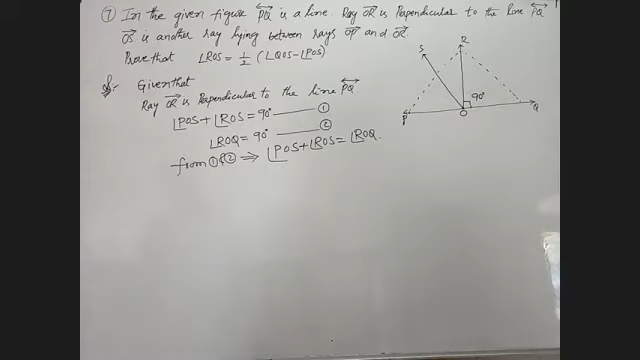 ⑦ In the given figure PQ is a line. Ray OR is Perpendicular to the line PQ
OS is another ray lying between rays OP and OR.
Prove that ∠ROS = 1/2 (∠QOS - ∠POS)
Sol:- Given that
Ray OR is Perpendicular to the line PQ
∠POS + ∠ROS = 90° ——— ①
∠ROQ = 90° ——— ②
from ① & ② ⟹ ∠POS + ∠ROS = ∠ROQ.
R
S
90°
P
O
Q